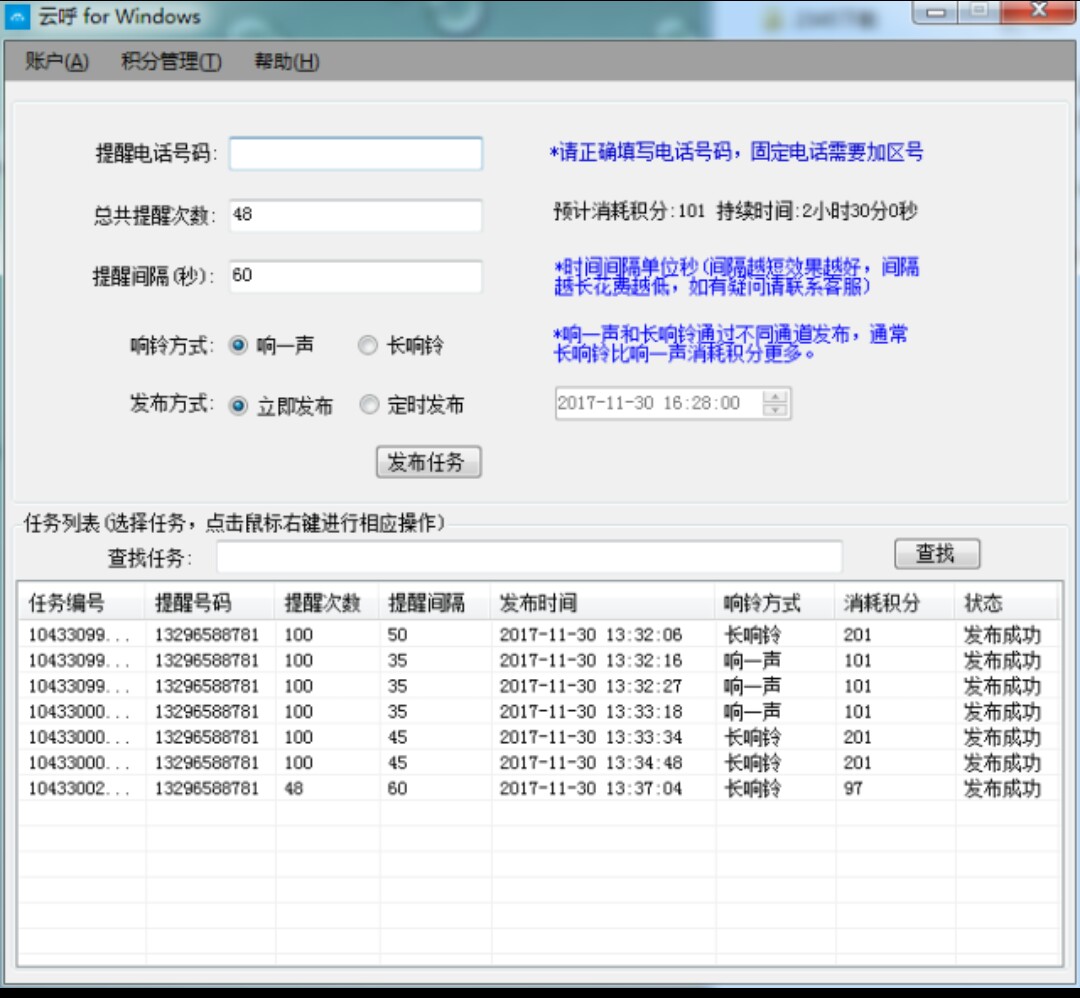 云呼 for Windows
账户(A) 积分管理(T) 帮助(H)
提醒电话号码:
*请正确填写电话号码，固定电话需要加区号
总共提醒次数: 48
预计消耗积分:101 持续时间:2小时30分0秒
提醒间隔(秒): 60
*时间间隔单位秒(间隔越短效果越好，间隔
越长花费越低，如有疑问请联系客服)
响铃方式: 响一声 长响铃
*响一声和长响铃通过不同通道发布，通常
长响铃比响一声消耗积分更多。
发布方式: 立即发布 定时发布
2017-11-30 16:28:00
发布任务
任务列表(选择任务，点击鼠标右键进行相应操作)
查找任务: 查找
任务编号 提醒号码 提醒次数 提醒间隔 发布时间 响铃方式 消耗积分 状态
10433099... 13296588781 100 50 2017-11-30 13:32:06 长响铃 201 发布成功
10433099... 13296588781 100 35 2017-11-30 13:32:16 响一声 101 发布成功
10433099... 13296588781 100 35 2017-11-30 13:32:27 响一声 101 发布成功
10433000... 13296588781 100 35 2017-11-30 13:33:18 响一声 101 发布成功
10433000... 13296588781 100 45 2017-11-30 13:33:34 长响铃 201 发布成功
10433000... 13296588781 100 45 2017-11-30 13:34:48 长响铃 201 发布成功
10433002... 13296588781 48 60 2017-11-30 13:37:04 长响铃 97 发布成功